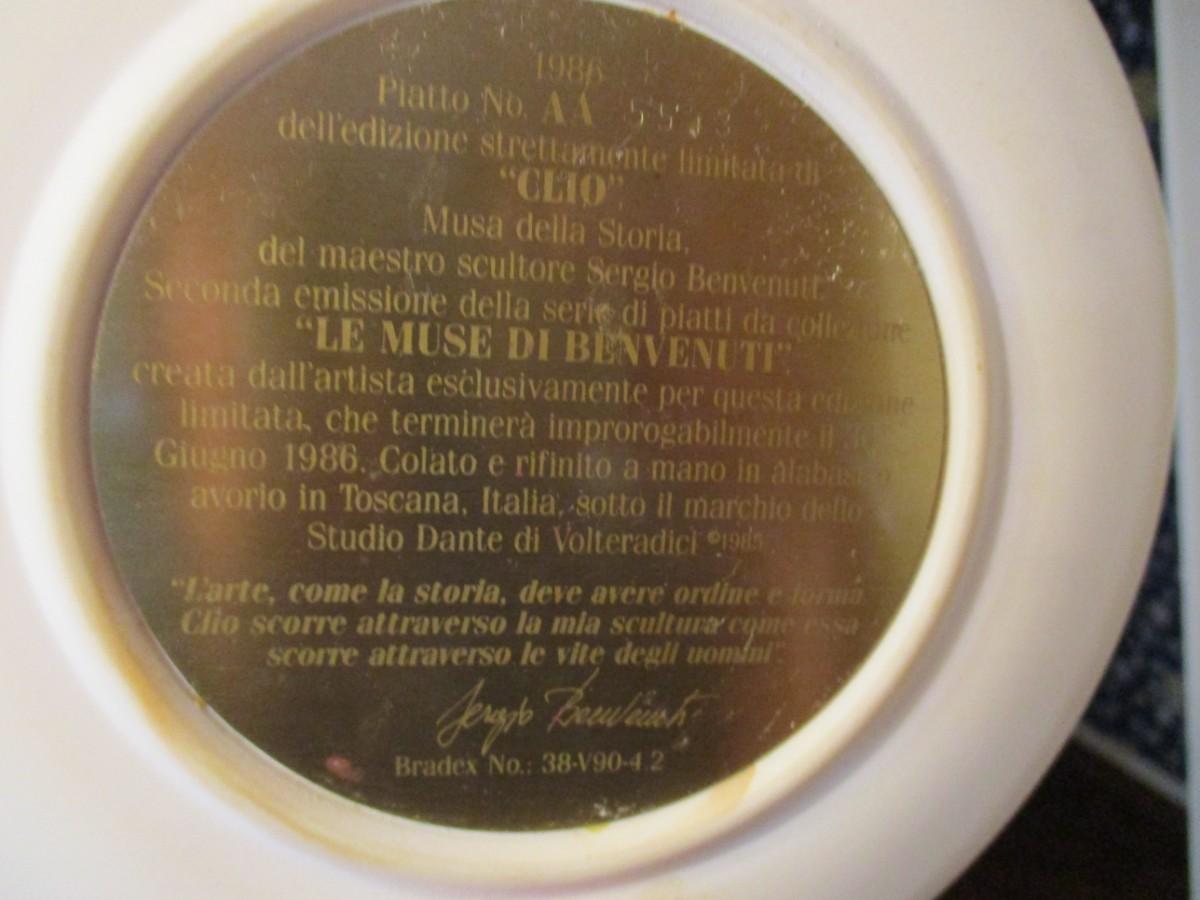 1986
Piatto No. AA 5543
dell'edizione strettamente limitata di
"CLIO"
Musa della Storia,
del maestro scultore Sergio Benvenuti.
Seconda emissione della serie di piatti da collezione
"LE MUSE DI BENVENUTI"
creata dall'artista esclusivamente per questa edizione
limitata, che terminerà improrogabilmente il
Giugno 1986. Colato e rifinito a mano in alabastro
avorio in Toscana, Italia, sotto il marchio dello
Studio Dante di Volteradici ©1985
"L'arte, come la storia, deve avere ordine e forma
Clio scorre attraverso la mia scultura come essa
scorre attraverso le vite degli uomini".
Sergio Benvenuti
Bradex No.: 38-V90-4.2